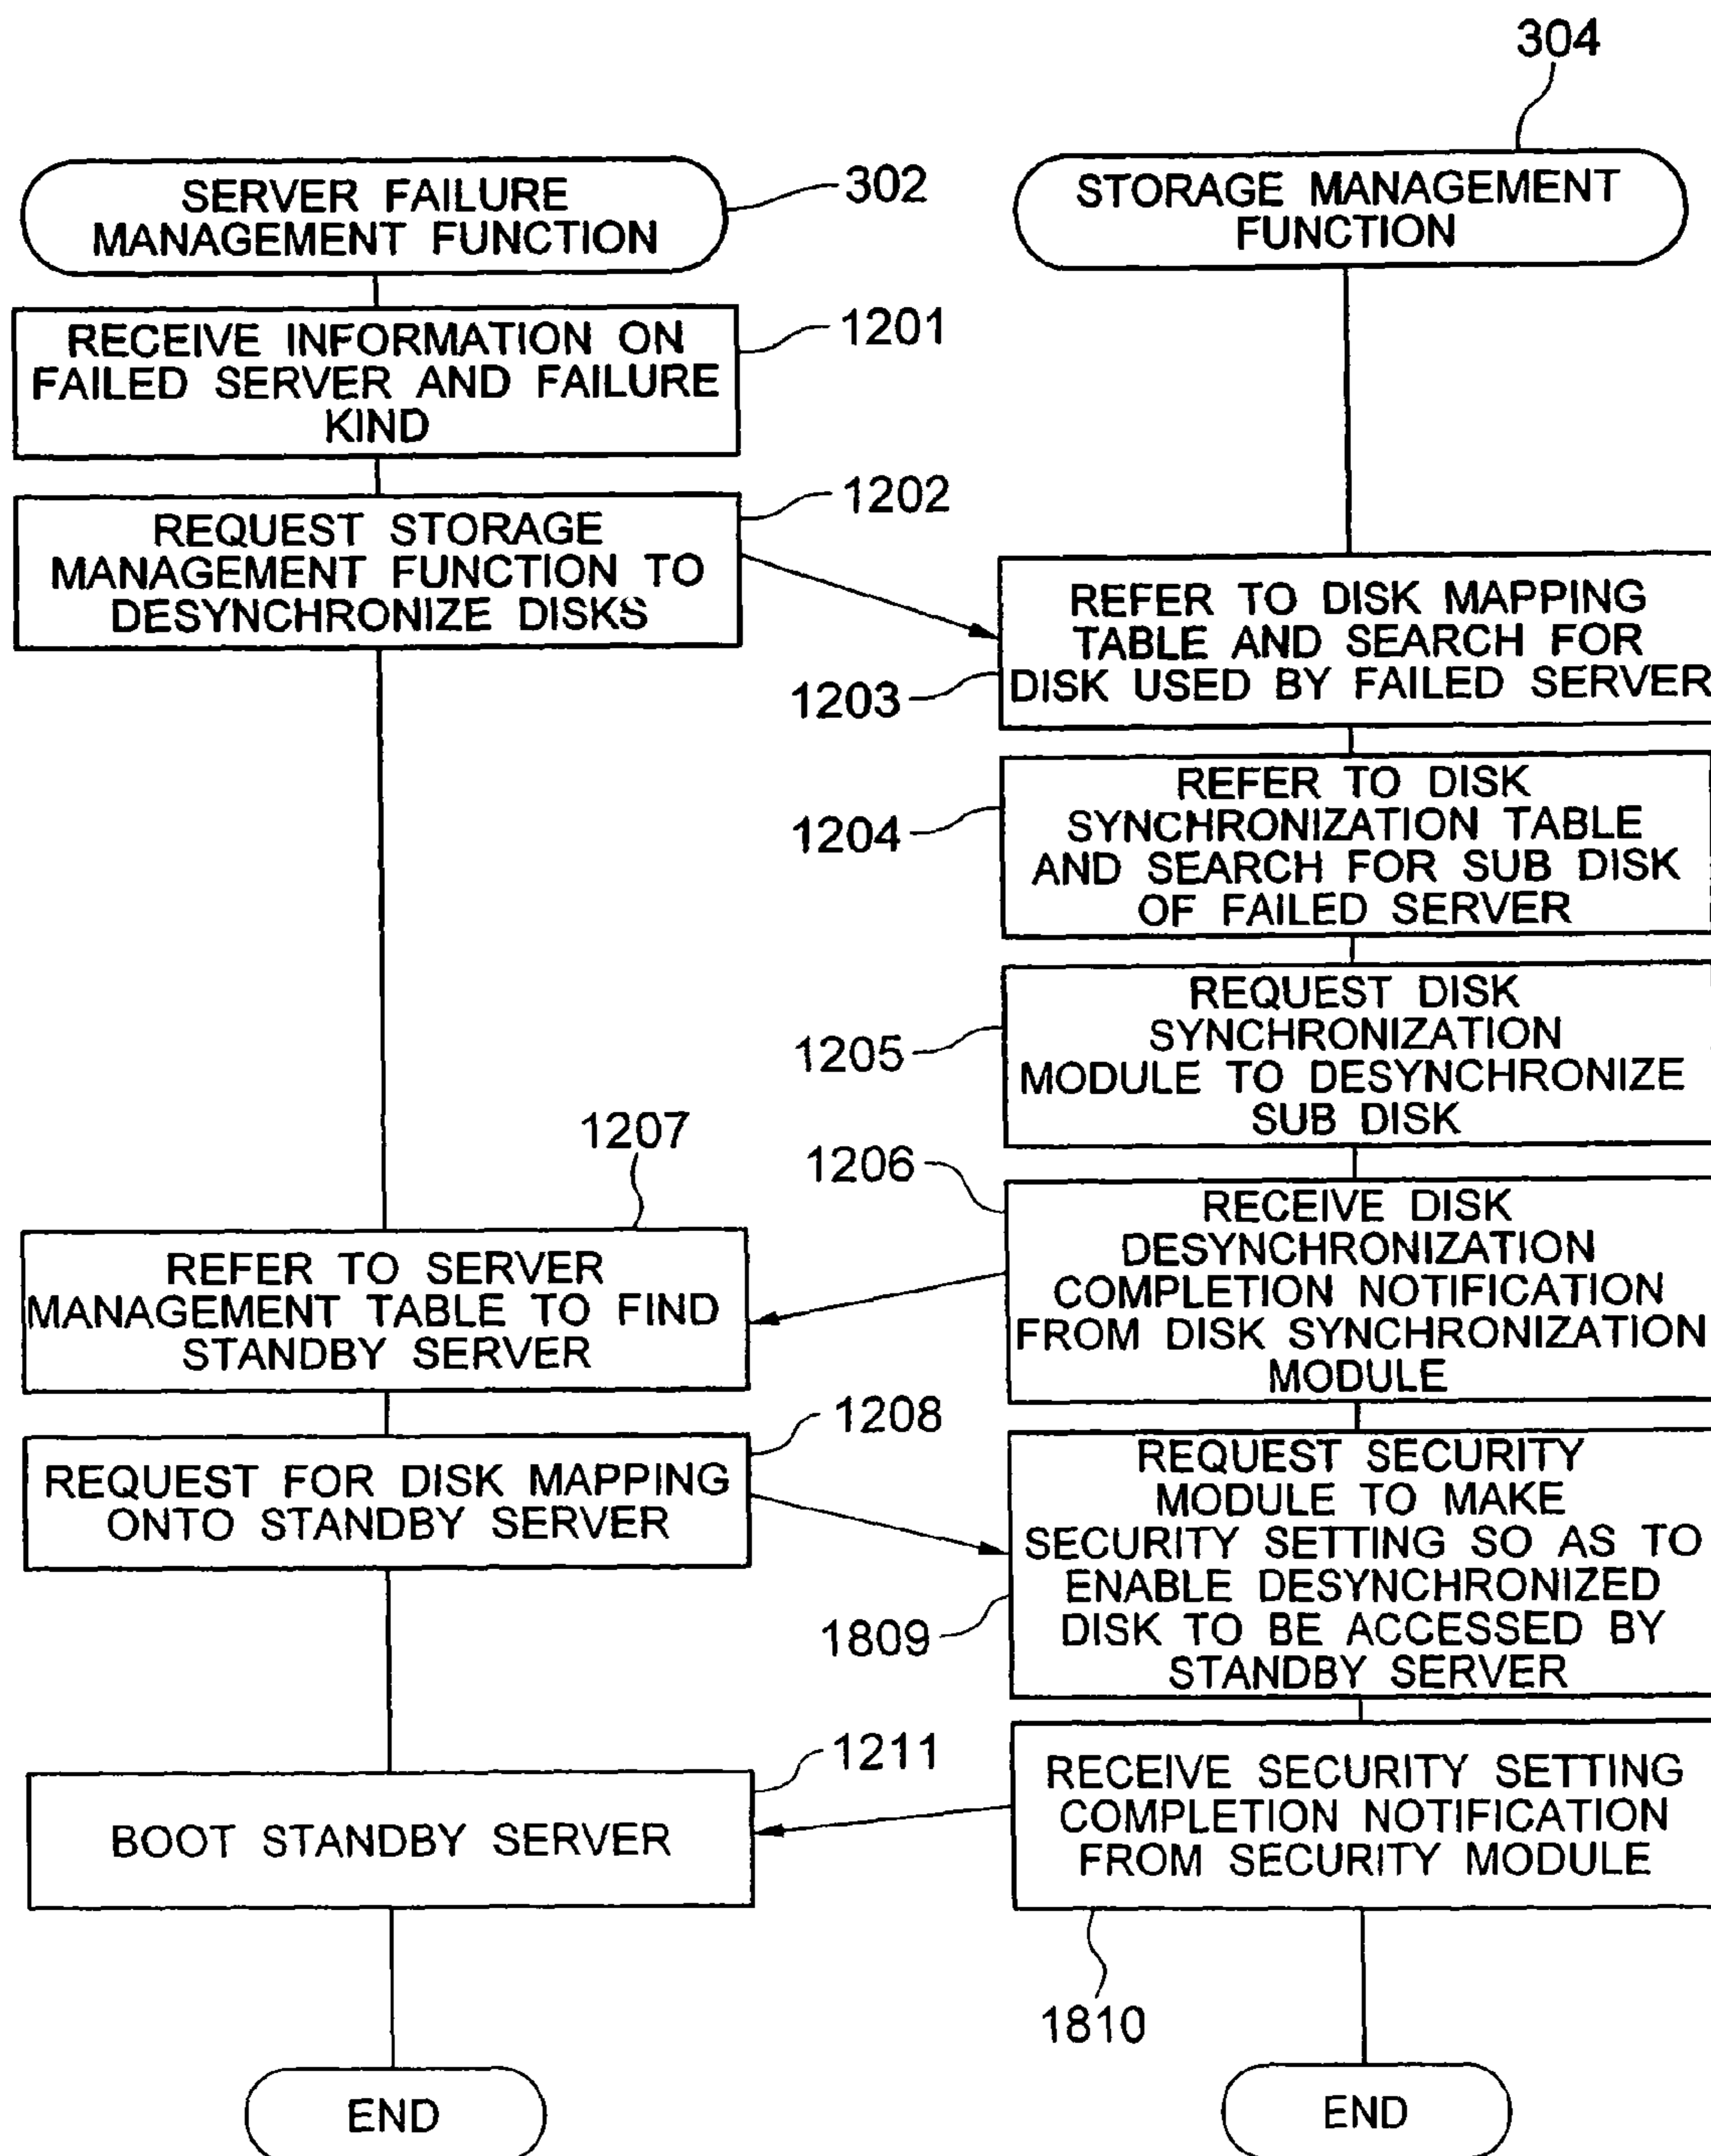 304
SERVER FAILURE
MANAGEMENT FUNCTION
302
STORAGE MANAGEMENT
FUNCTION
RECEIVE INFORMATION ON
FAILED SERVER AND FAILURE
KIND
1201
REQUEST STORAGE
MANAGEMENT FUNCTION TO
DESYNCHRONIZE DISKS
1202
REFER TO DISK MAPPING
TABLE AND SEARCH FOR
DISK USED BY FAILED SERVER
1203
REFER TO DISK
SYNCHRONIZATION TABLE
AND SEARCH FOR SUB DISK
OF FAILED SERVER
1204
REQUEST DISK
SYNCHRONIZATION
MODULE TO DESYNCHRONIZE
SUB DISK
1205
1206
RECEIVE DISK
DESYNCHRONIZATION
COMPLETION NOTIFICATION
FROM DISK SYNCHRONIZATION
MODULE
1207
REFER TO SERVER
MANAGEMENT TABLE TO FIND
STANDBY SERVER
1208
REQUEST FOR DISK MAPPING
ONTO STANDBY SERVER
REQUEST SECURITY
MODULE TO MAKE
SECURITY SETTING SO AS TO
ENABLE DESYNCHRONIZED
DISK TO BE ACCESSED BY
STANDBY SERVER
1809
1211
BOOT STANDBY SERVER
RECEIVE SECURITY SETTING
COMPLETION NOTIFICATION
FROM SECURITY MODULE
1810
END
END